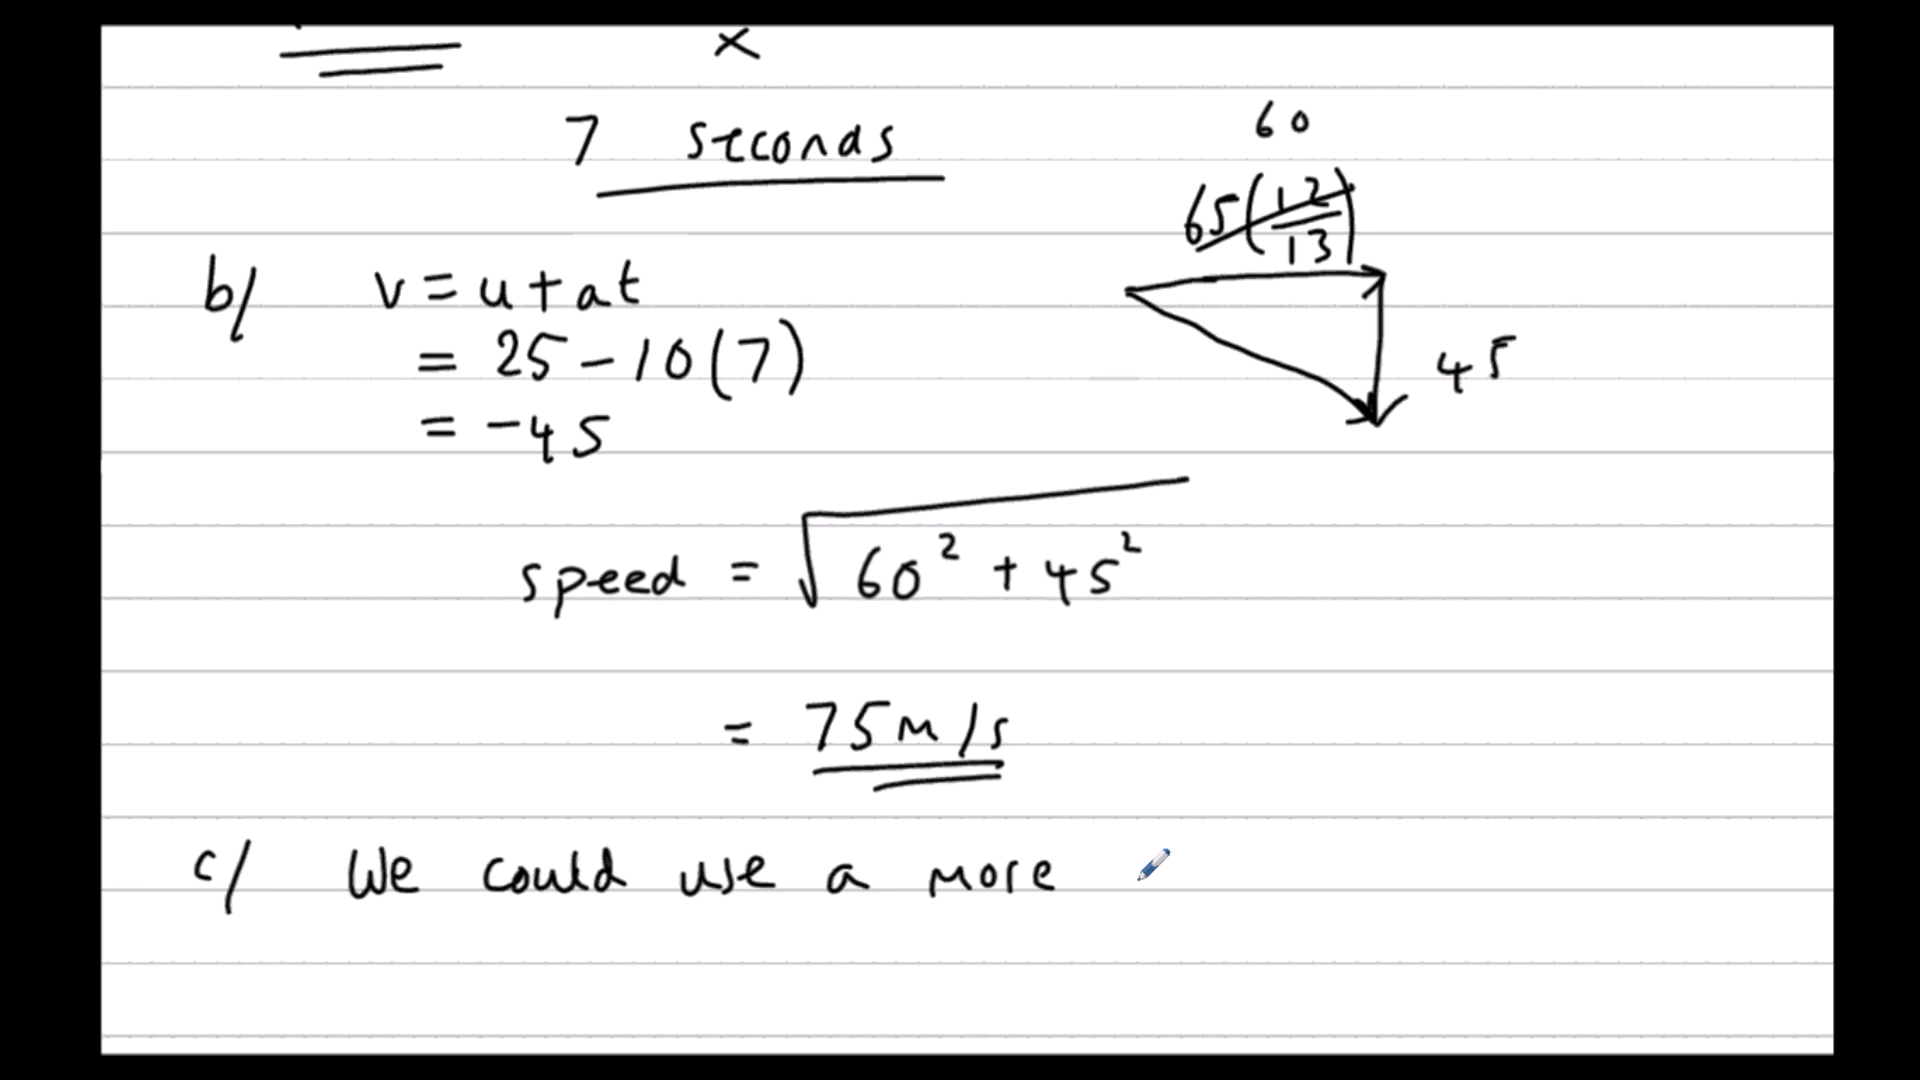 x
7 seconds
60
65(12/13)
b/ v = u + at
= 25 - 10(7)
= -45
45
speed = √60² + 45²
= 75m/s
c/ We could use a more